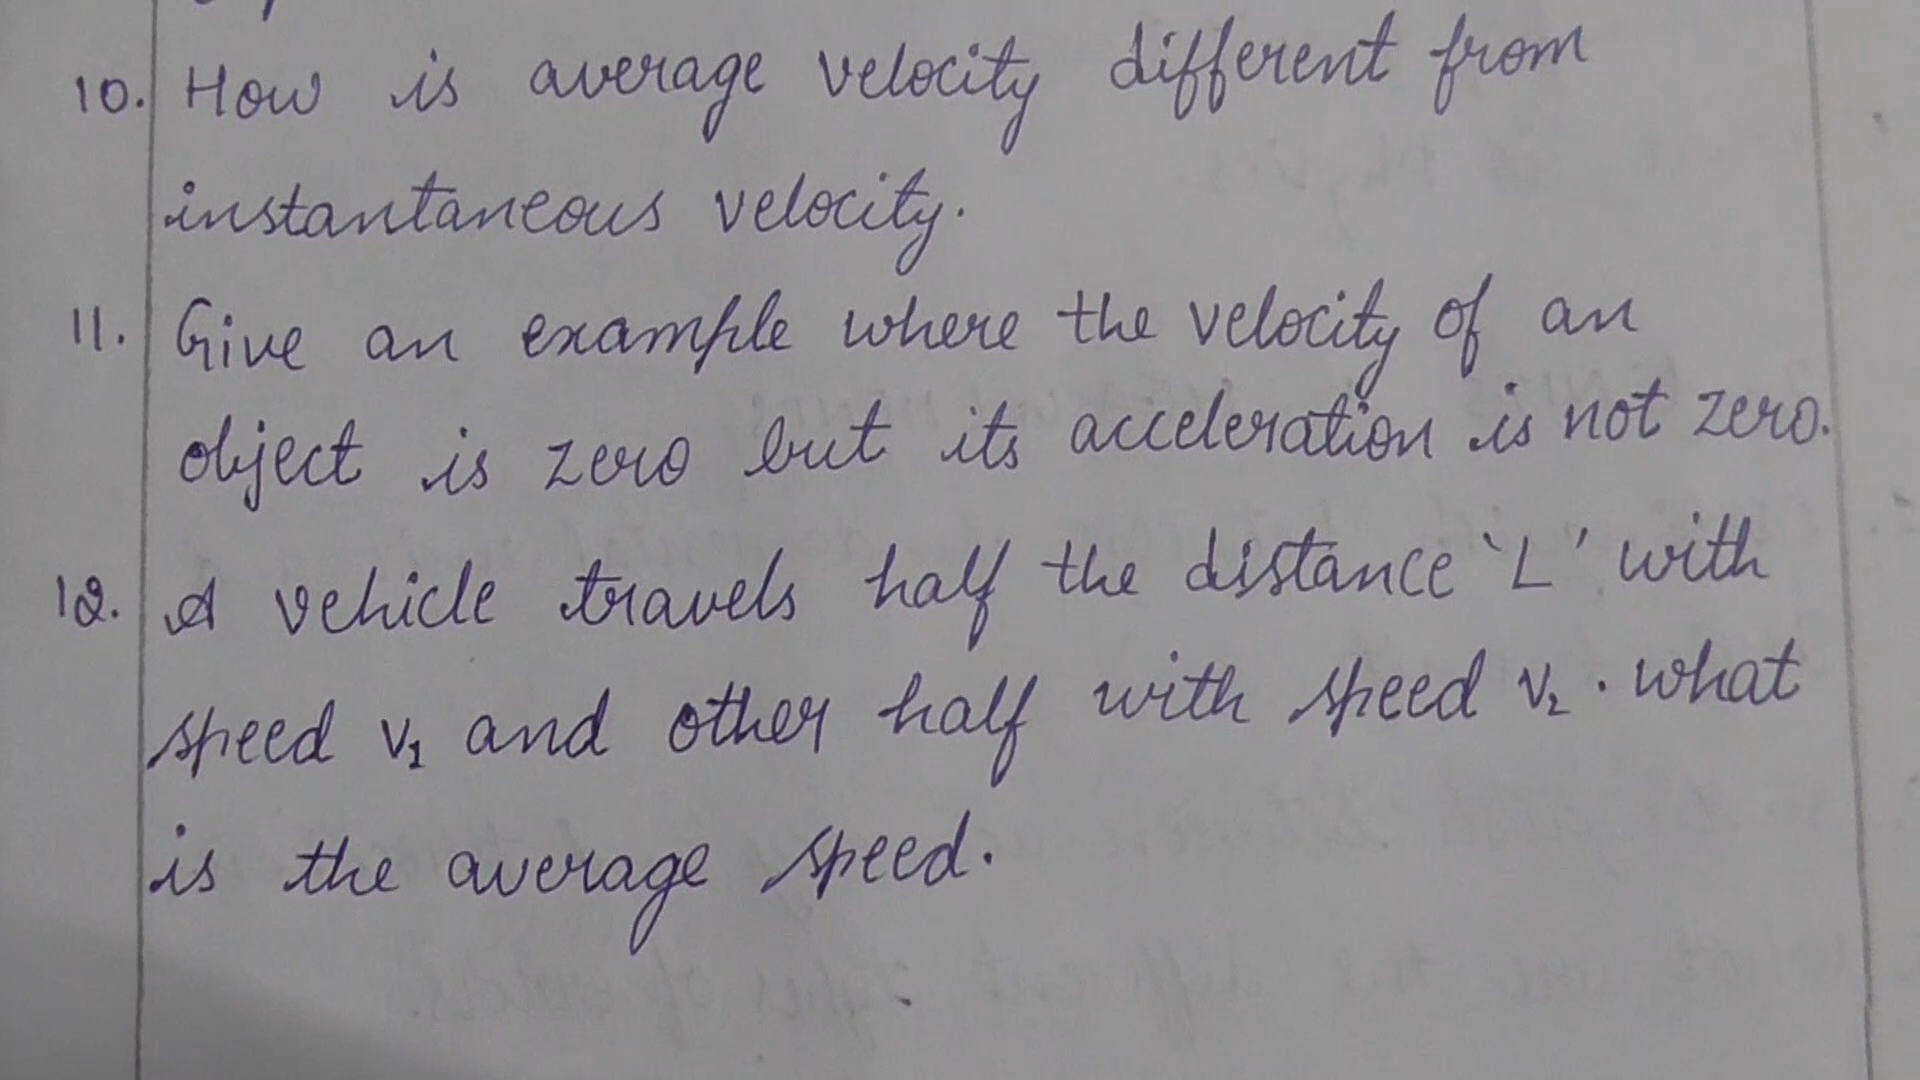 10. How is average velocity different from
instantaneous velocity.
11. Give an example where the velocity of an
object is zero but its acceleration is not zero.
12. A vehicle travels half the distance 'L' with
speed v₁ and other half with speed v₂. what
is the average speed.